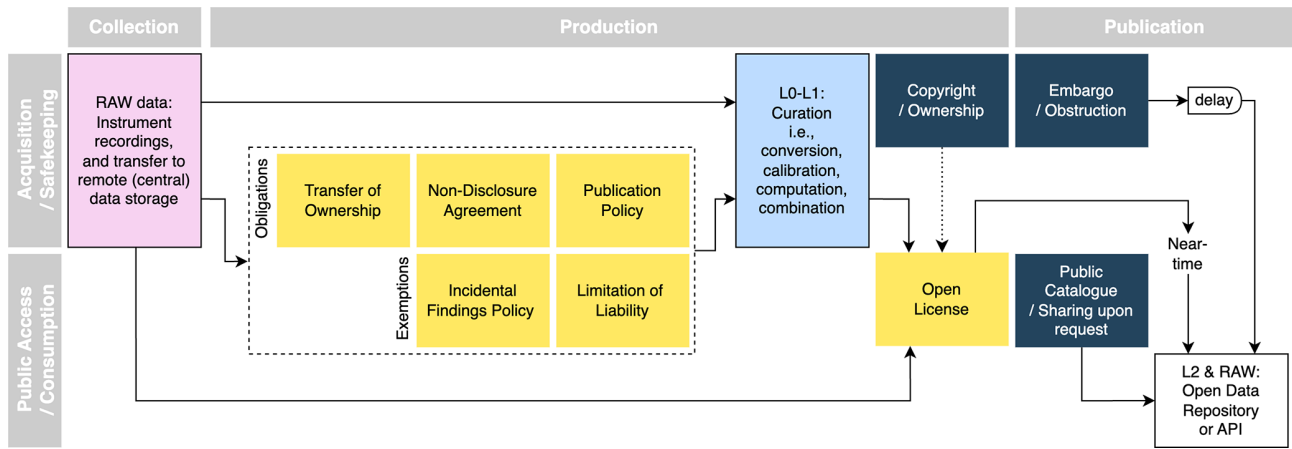 Collection
Production
Publication
Acquisition
/ Safekeeping
RAW data:
Instrument
recordings,
and transfer to
remote (central)
data storage
Obligations
Transfer of
Ownership
Non-Disclosure
Agreement
Publication
Policy
Exemptions
Incidental
Findings Policy
Limitation of
Liability
L0-L1:
Curation
i.e.,
conversion,
calibration,
computation,
combination
Copyright
/ Ownership
Embargo
/ Obstruction
delay
Near-
time
Public Access
/ Consumption
Open
License
Public
Catalogue
/ Sharing upon
request
L2 & RAW:
Open Data
Repository
or API